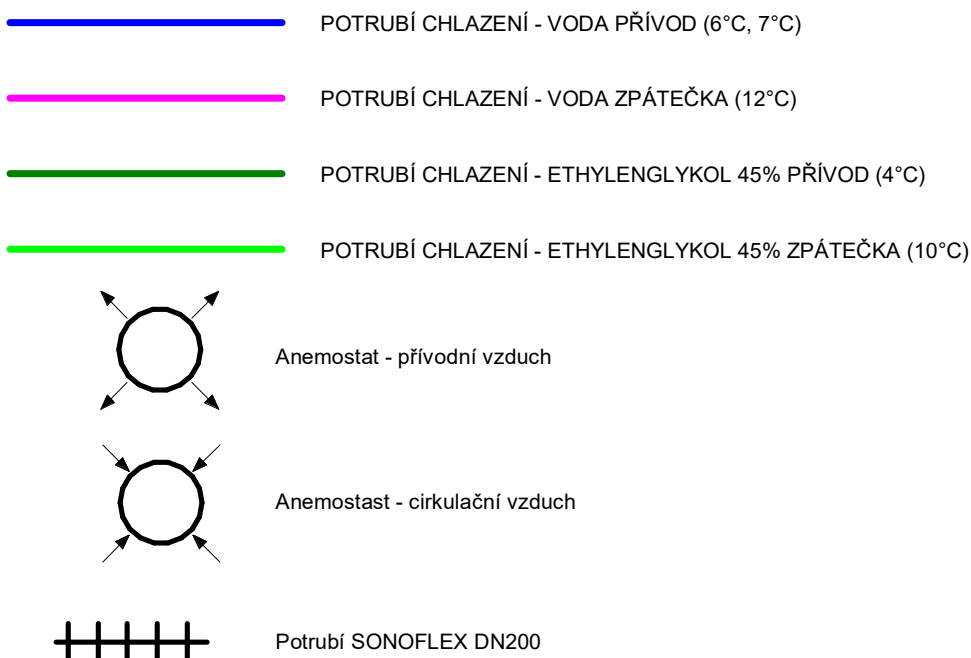 POTRUBÍ CHLAZENÍ - VODA PŘÍVOD (6°C, 7°C)
POTRUBÍ CHLAZENÍ - VODA ZPÁTEČKA (12°C)
POTRUBÍ CHLAZENÍ - ETHYLENGLYKOL 45% PŘÍVOD (4°C)
POTRUBÍ CHLAZENÍ - ETHYLENGLYKOL 45% ZPÁTEČKA (10°C)
Anemostat - přívodní vzduch
Anemostast - cirkulační vzduch
Potrubí SONOFLEX DN200